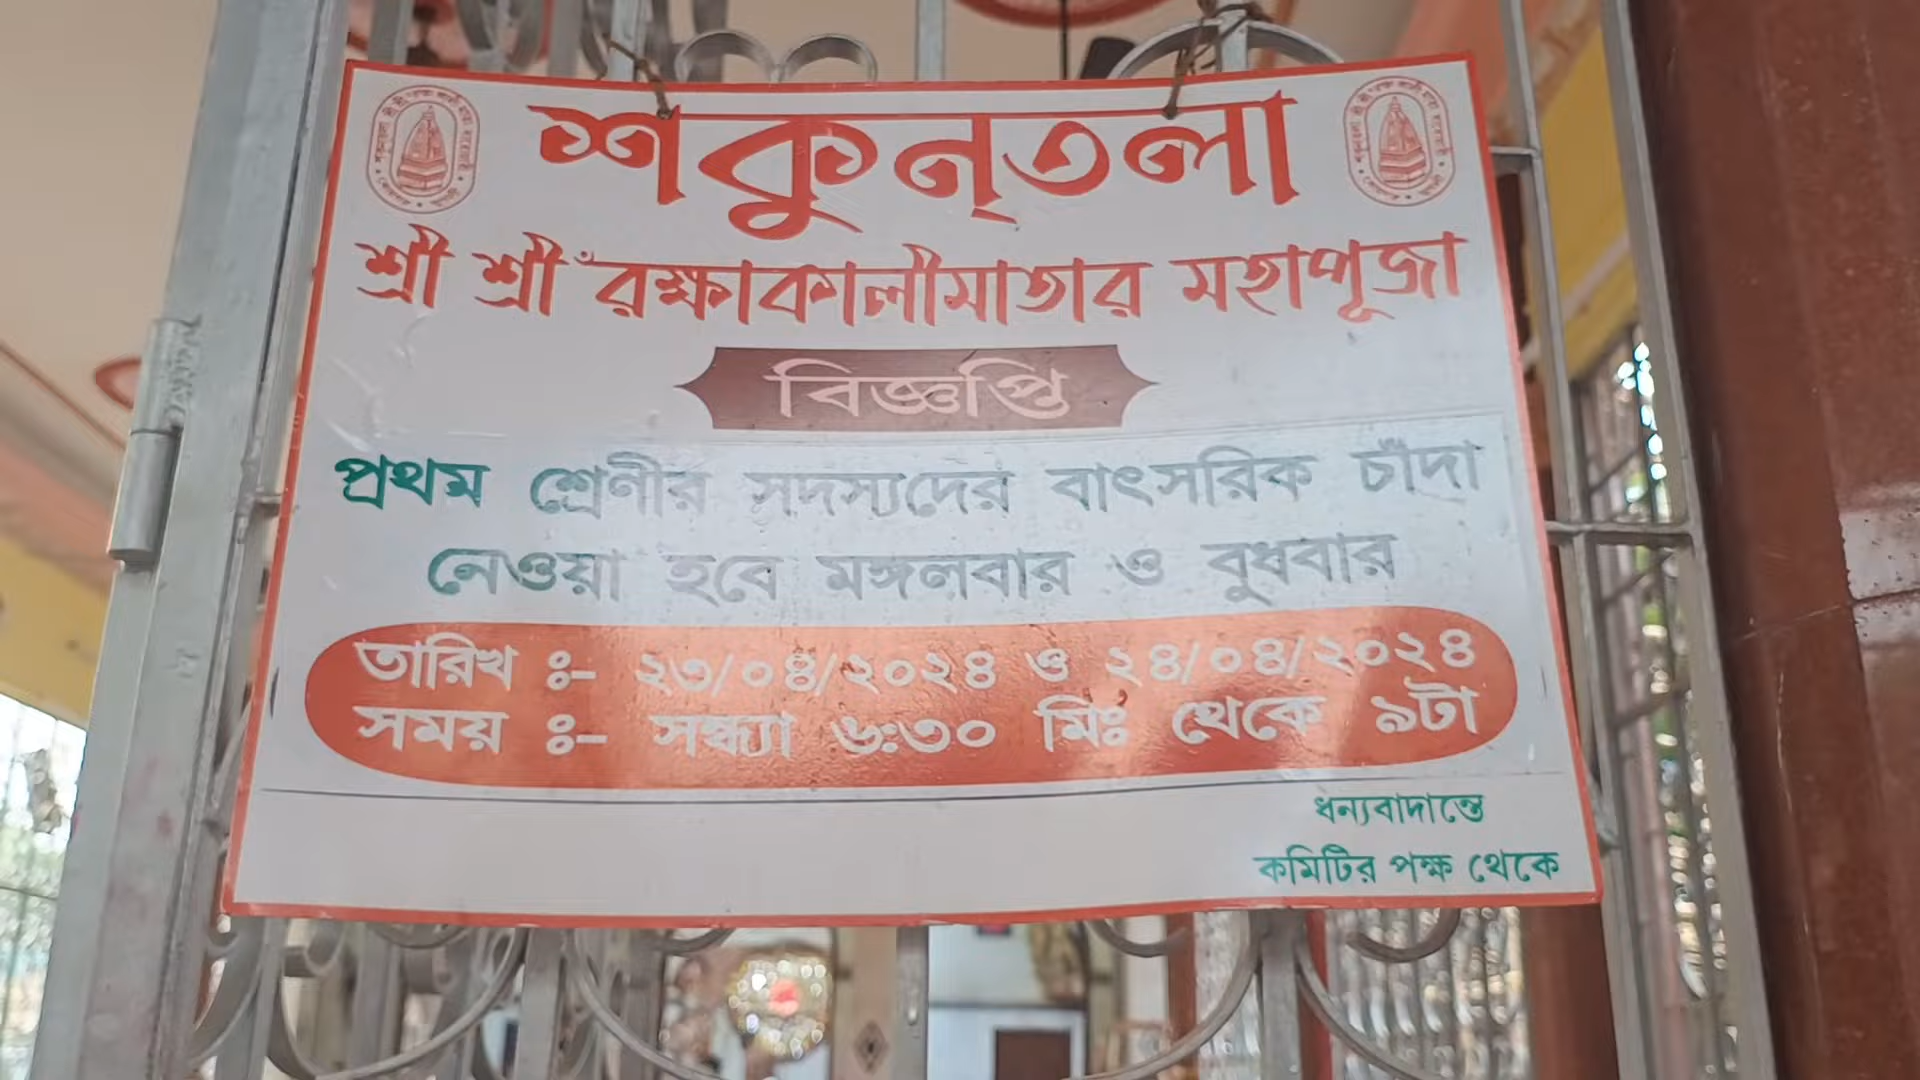 শকুন্তলা
শ্রী শ্রীঁ রক্ষাকালীমাতার মহাপূজা
বিজ্ঞপ্তি
প্রথম শ্রেণীর সদস্যদের বাৎসরিক চাঁদা
নেওয়া হবে মঙ্গলবার ও বুধবার
তারিখ ঃ- ২৩/০৪/২০২৪ ও ২৪/০৪/২০২৪
সময় ঃ- সন্ধ্যা ৬:৩০ মিঃ থেকে ৯টা
ধন্যবাদান্তে
কমিটির পক্ষ থেকে